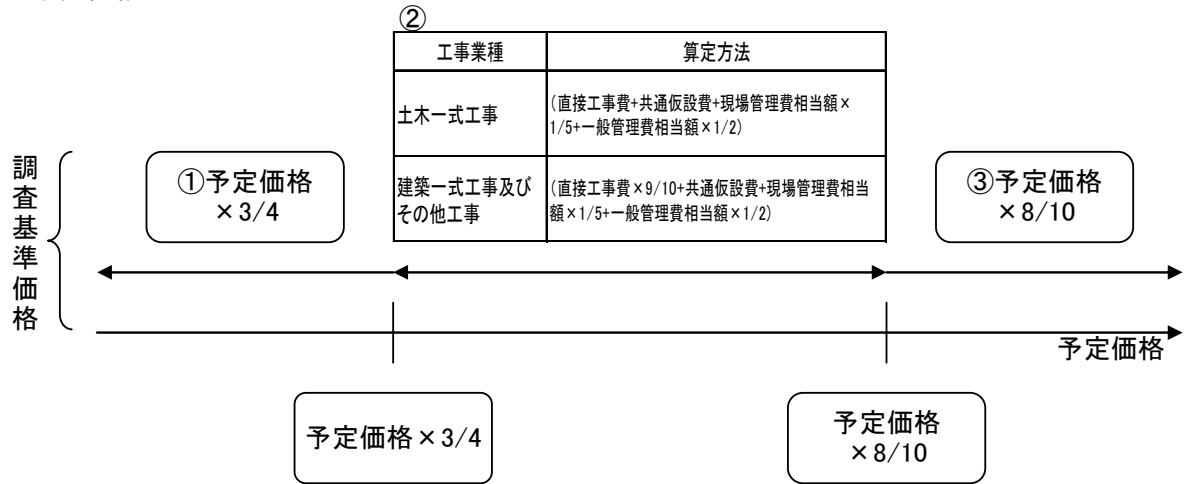 ②
工事業種
算定方法
土木一式工事
(直接工事費+共通仮設費+現場管理費相当額×
1/5+一般管理費相当額×1/2)
建築一式工事及び
その他工事
(直接工事費×9/10+共通仮設費+現場管理費相当
額×1/5+一般管理費相当額×1/2)
調査基準価格
①予定価格
×3/4
③予定価格
×8/10
予定価格
予定価格×3/4
予定価格
×8/10